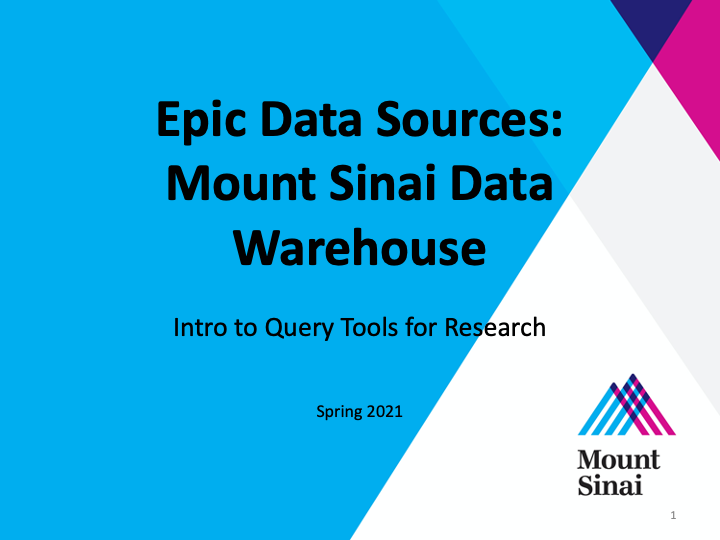 Epic Data Sources:
Mount Sinai Data
Warehouse
Intro to Query Tools for Research
Spring 2021
Mount
Sinai
1